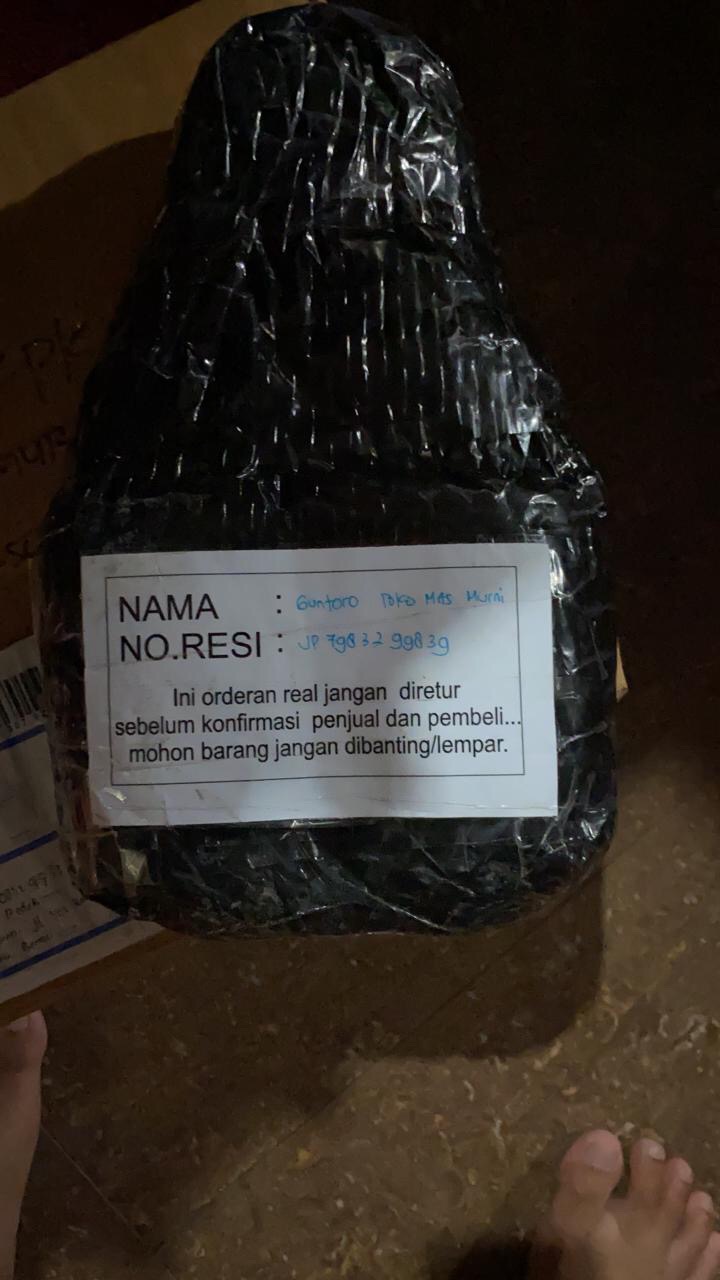 NAMA : Guntoro Toko MAS Murni
NO.RESI : JP 7983299839
Ini orderan real jangan diretur
sebelum konfirmasi penjual dan pembeli...
mohon barang jangan dibanting/lempar.